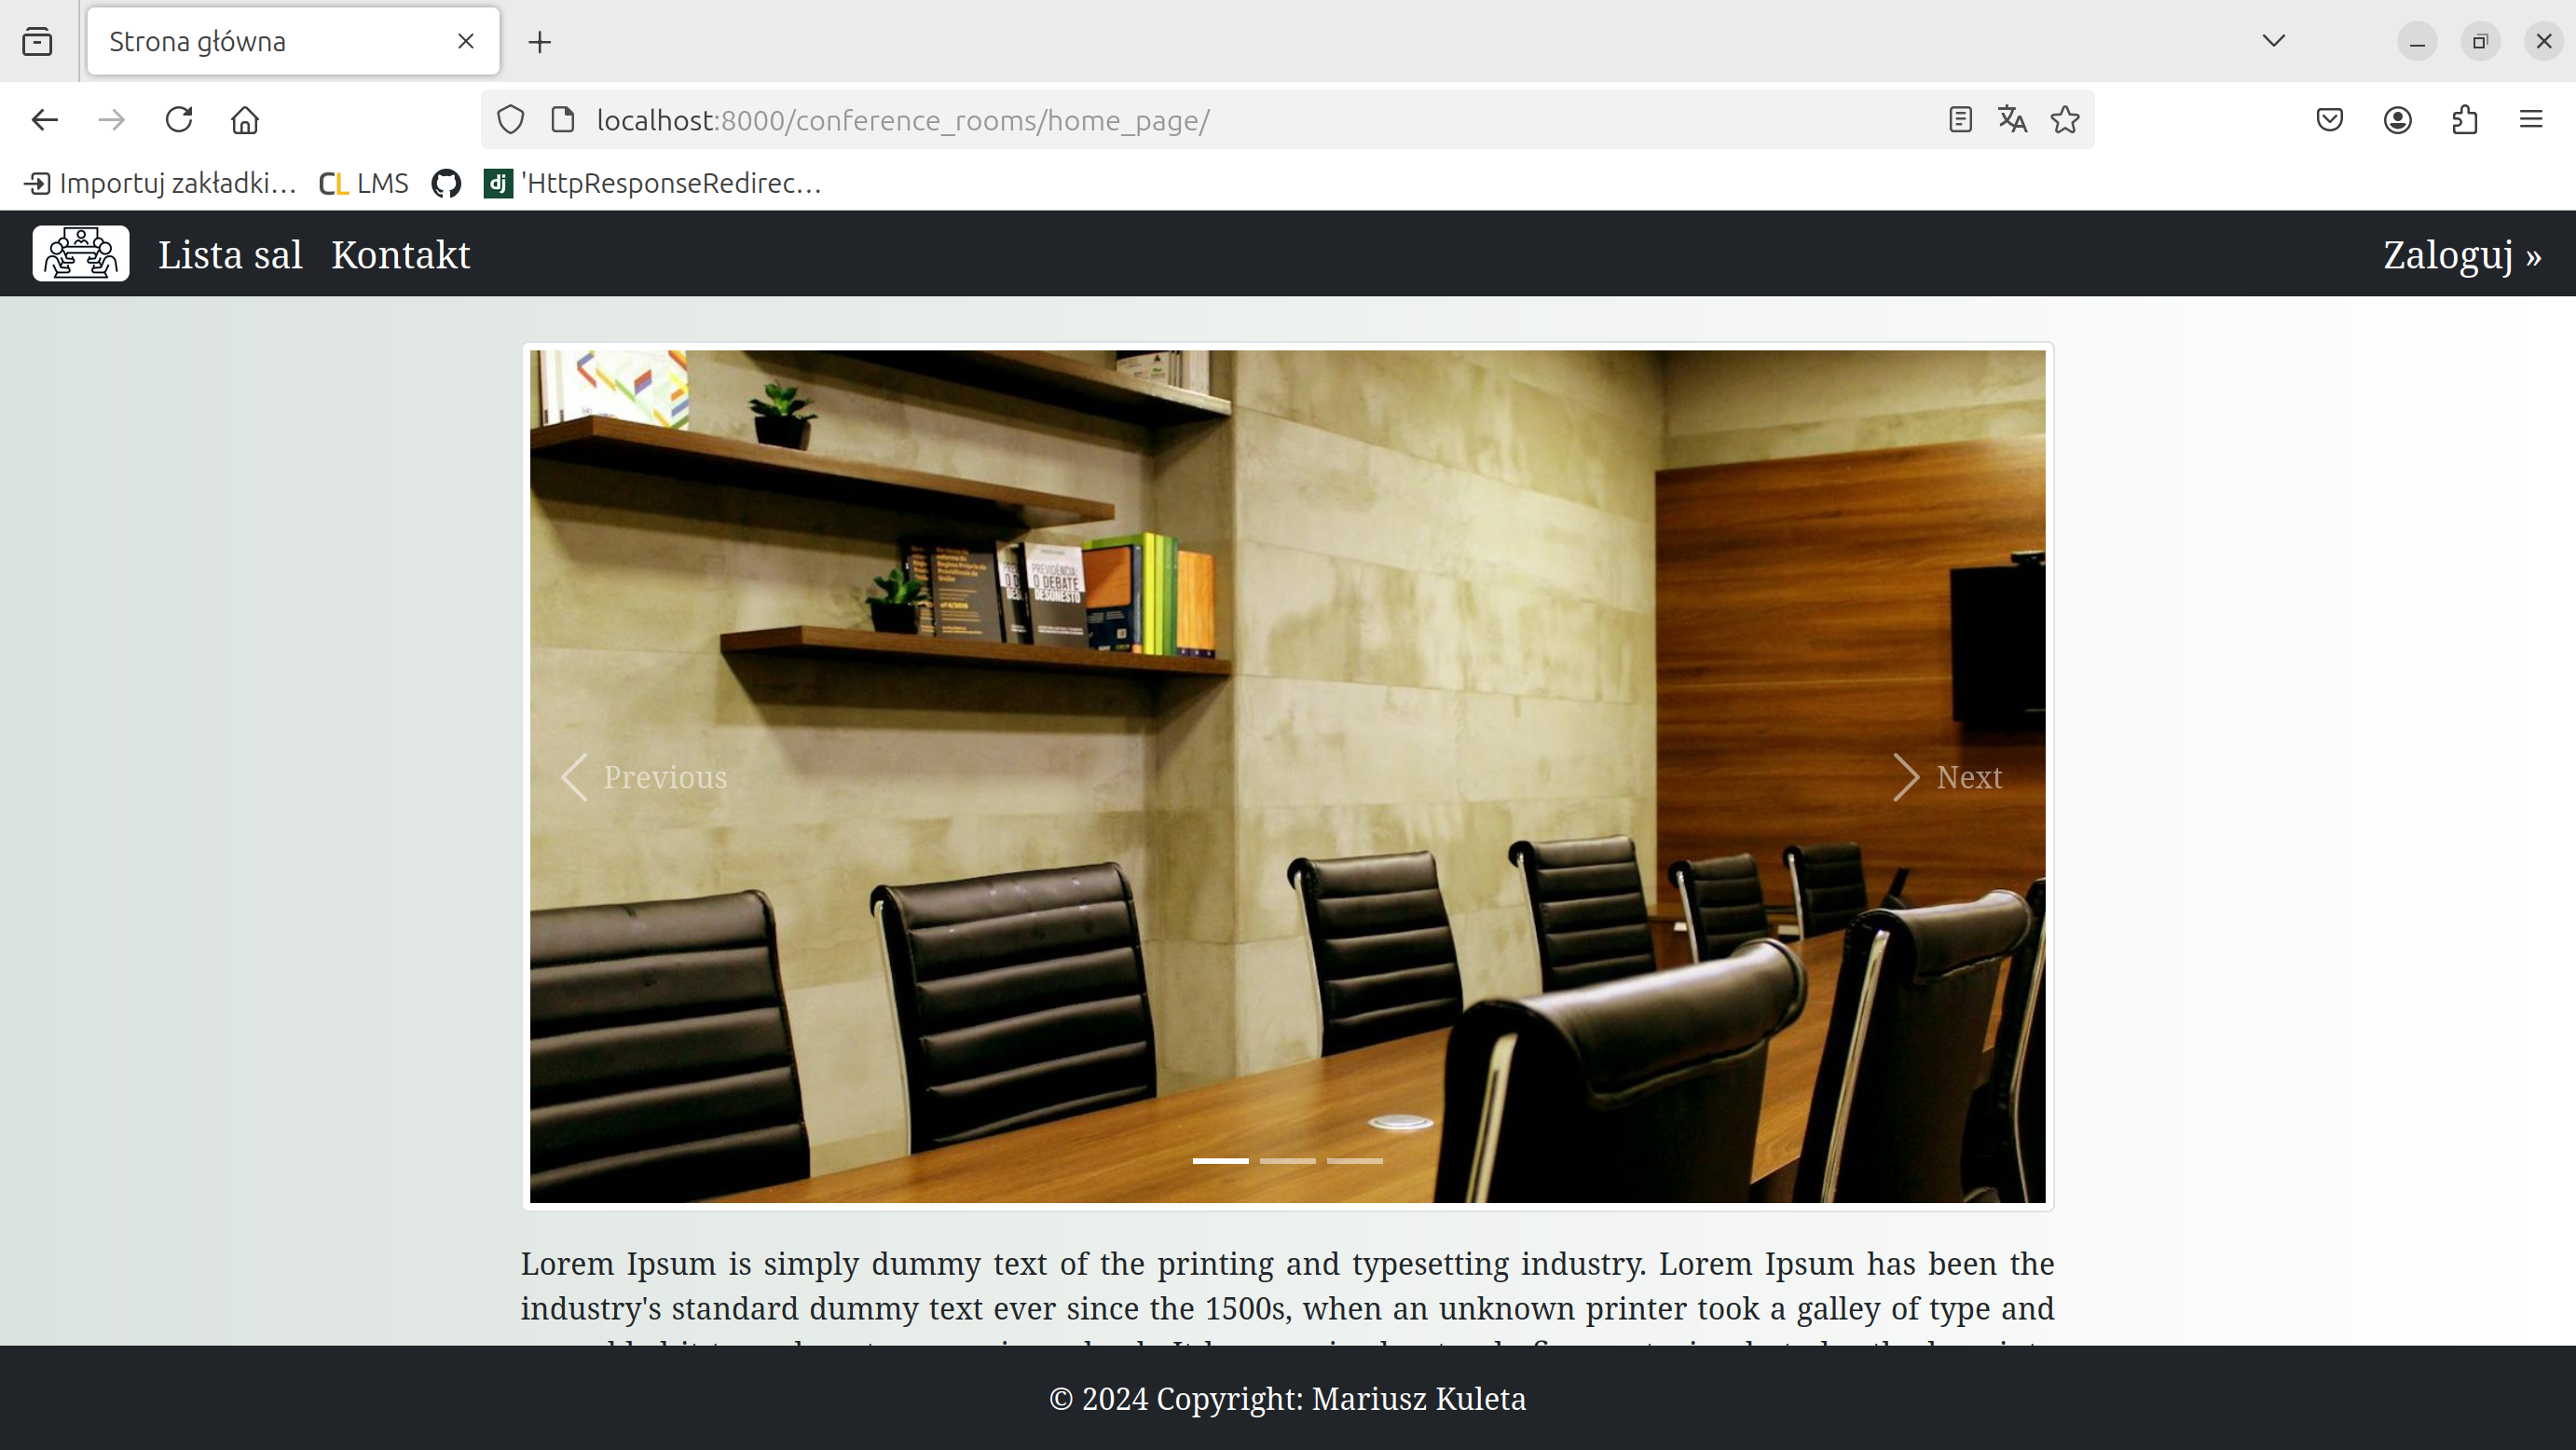 Strona główna
localhost:8000/conference_rooms/home_page/
Importuj zakładki…
CL LMS
dj 'HttpResponseRedirec…
Lista sal
Kontakt
Zaloguj »
PREVIDÊNCIA:
O DEBATE
DESONESTO
Previous
Next
Lorem Ipsum is simply dummy text of the printing and typesetting industry. Lorem Ipsum has been the
industry's standard dummy text ever since the 1500s, when an unknown printer took a galley of type and
© 2024 Copyright: Mariusz Kuleta